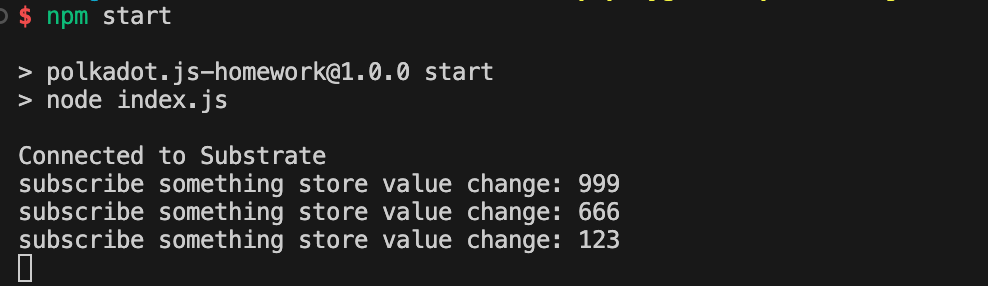 $ npm start
> polkadot.js-homework@1.0.0 start
> node index.js
Connected to Substrate
subscribe something store value change: 999
subscribe something store value change: 666
subscribe something store value change: 123